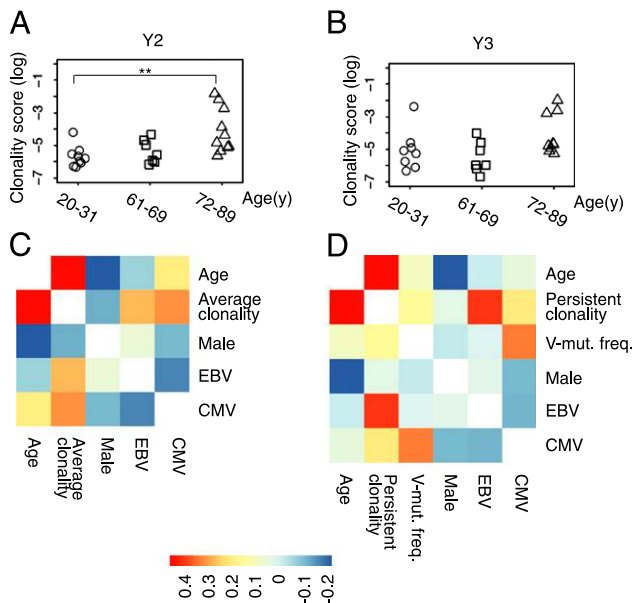 A
Y2
Clonality score (log)
-1
-3
-5
-7
**
20-31
61-69
72-89
Age(y)
B
Y3
Clonality score (log)
-1
-3
-5
-7
20-31
61-69
72-89
Age(y)
C
Age
Average clonality
Male
EBV
CMV
Age
Average clonality
Male
EBV
CMV
D
Age
Persistent clonality
V-mut. freq.
Male
EBV
CMV
Age
Persistent clonality
V-mut. freq.
Male
EBV
CMV
0.4
0.3
0.2
0.1
0
-0.1
-0.2